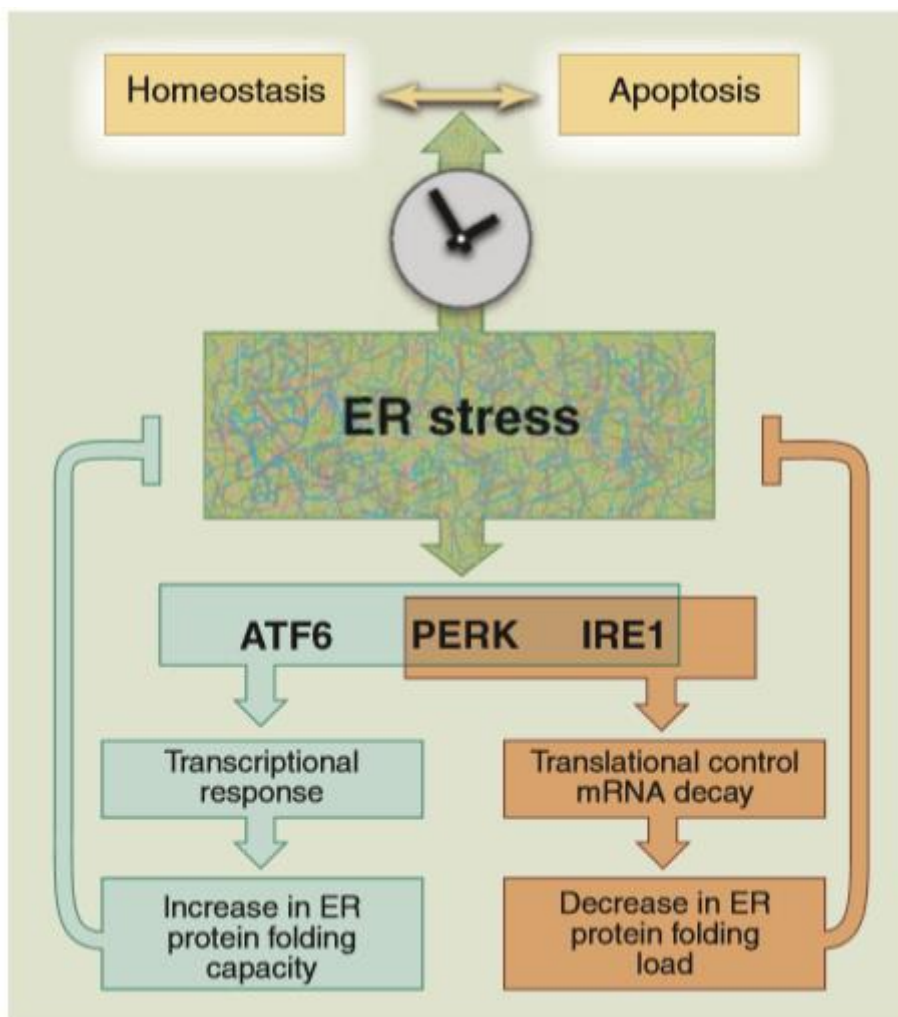 Homeostasis
Apoptosis
ER stress
ATF6
PERK
IRE1
Transcriptional
response
Translational control
mRNA decay
Increase in ER
protein folding
capacity
Decrease in ER
protein folding
load